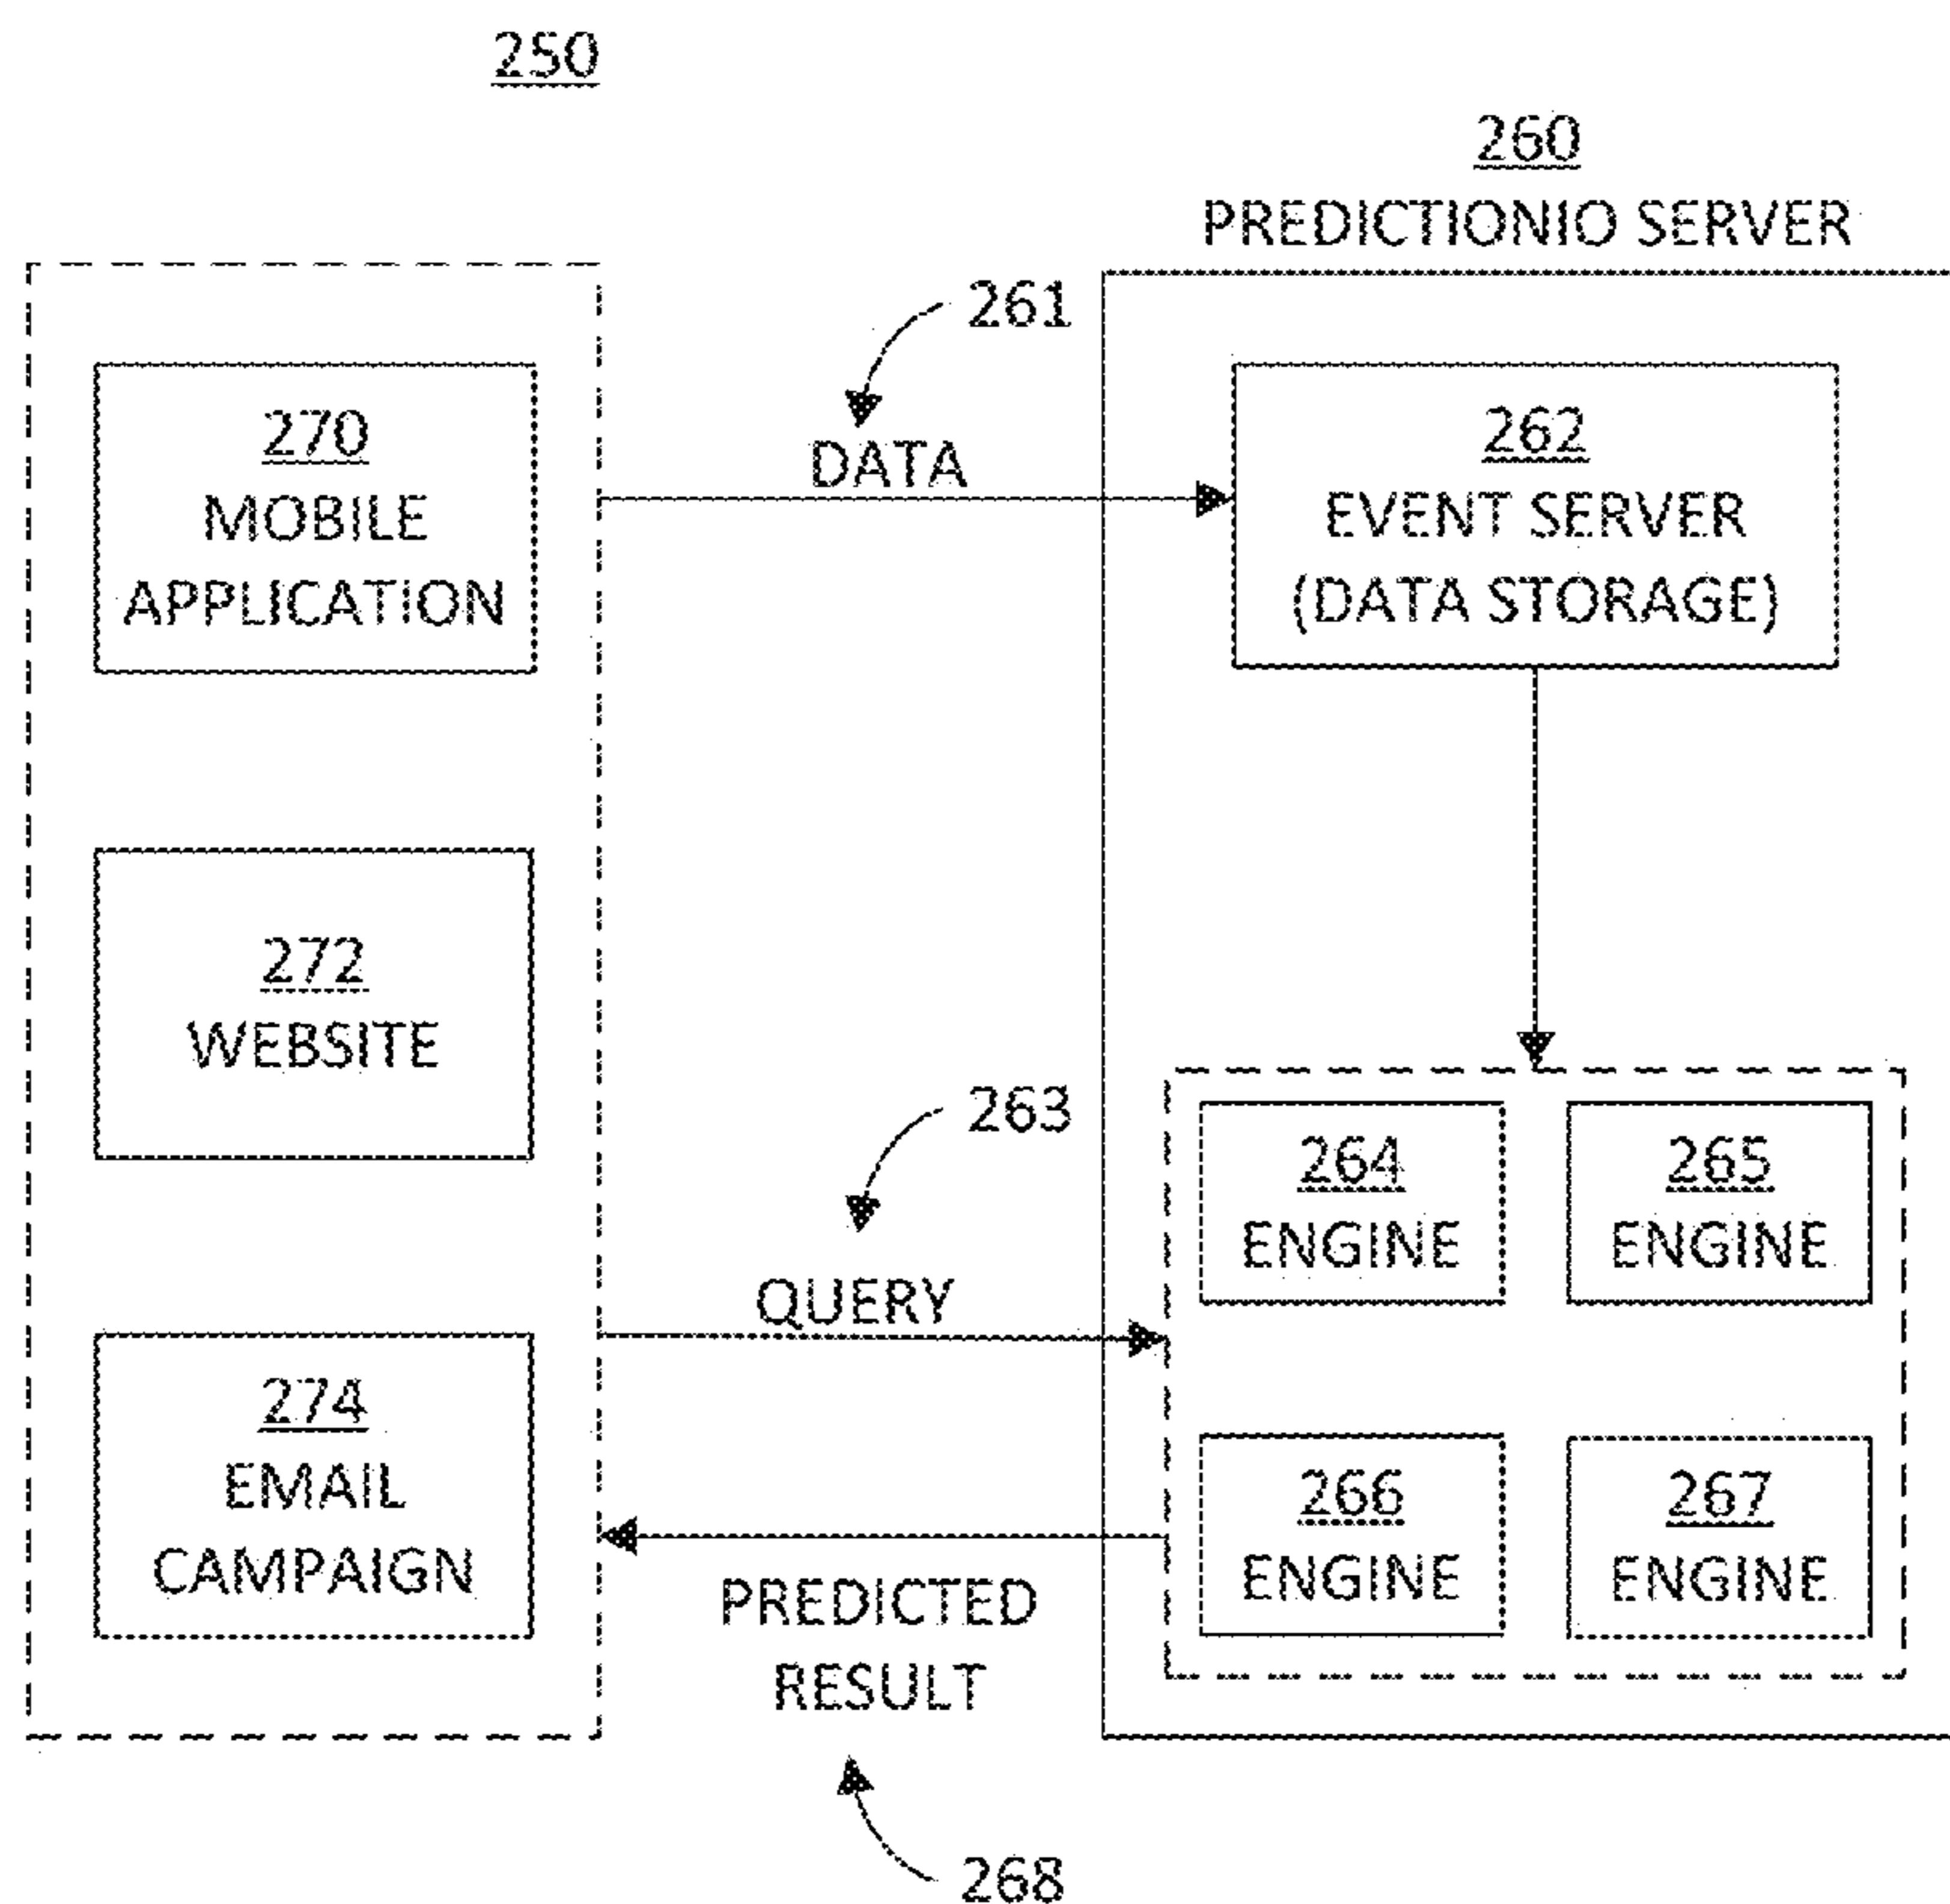 250
260
PREDICTIONIO SERVER
261
270
MOBILE
APPLICATION
DATA
262
EVENT SERVER
(DATA STORAGE)
272
WEBSITE
263
QUERY
264
ENGINE
265
ENGINE
274
EMAIL
CAMPAIGN
266
ENGINE
267
ENGINE
PREDICTED
RESULT
268